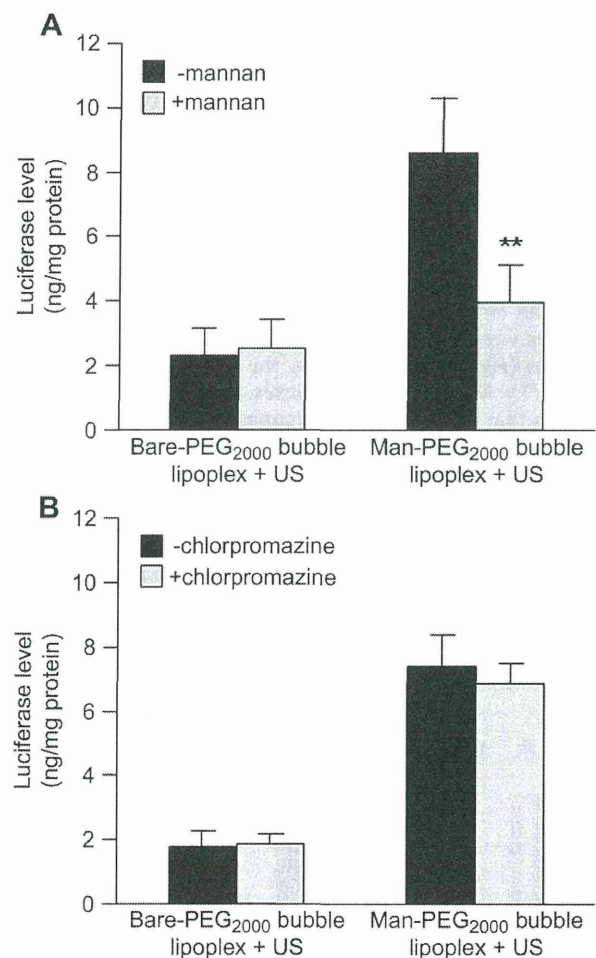 A
12
10
8
6
4
2
0
Luciferase level
(ng/mg protein)
-mannan
+mannan
**
Bare-PEG2000 bubble
lipoplex + US
Man-PEG2000 bubble
lipoplex + US
B
12
10
8
6
4
2
0
Luciferase level
(ng/mg protein)
-chlorpromazine
+chlorpromazine
Bare-PEG2000 bubble
lipoplex + US
Man-PEG2000 bubble
lipoplex + US